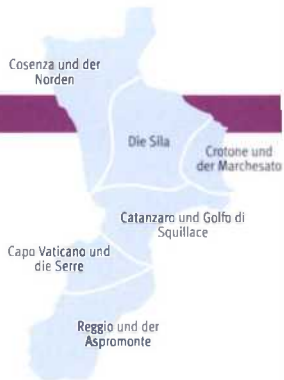 Cosenza und der
Norden
Die Sila
Crotone und
der Marchesato
Catanzaro und Golfo di
Squillace
Capo Vaticano und
die Serre
Reggio und der
Aspromonte